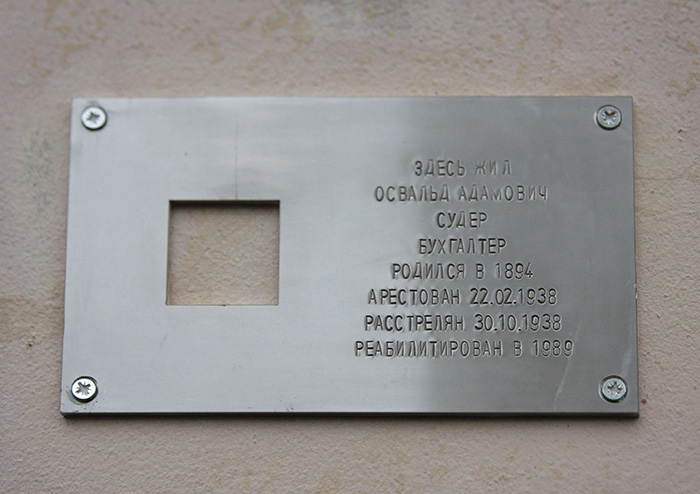 ЗДЕСЬ ЖИЛ
ОСВАЛЬД АДАМОВИЧ
СУДЕР
БУХГАЛТЕР
РОДИЛСЯ В 1894
АРЕСТОВАН 22.02.1938
РАССТРЕЛЯН 30.10.1938
РЕАБИЛИТИРОВАН В 1989